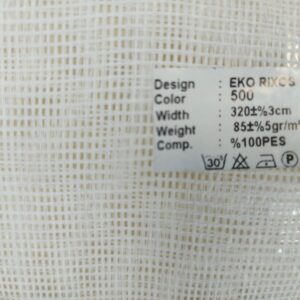 Design : EKO RIXOS
Color : 500
Width : 320±%3cm
Weight : 85±%5gr/m²
Comp. : %100PES
30° P